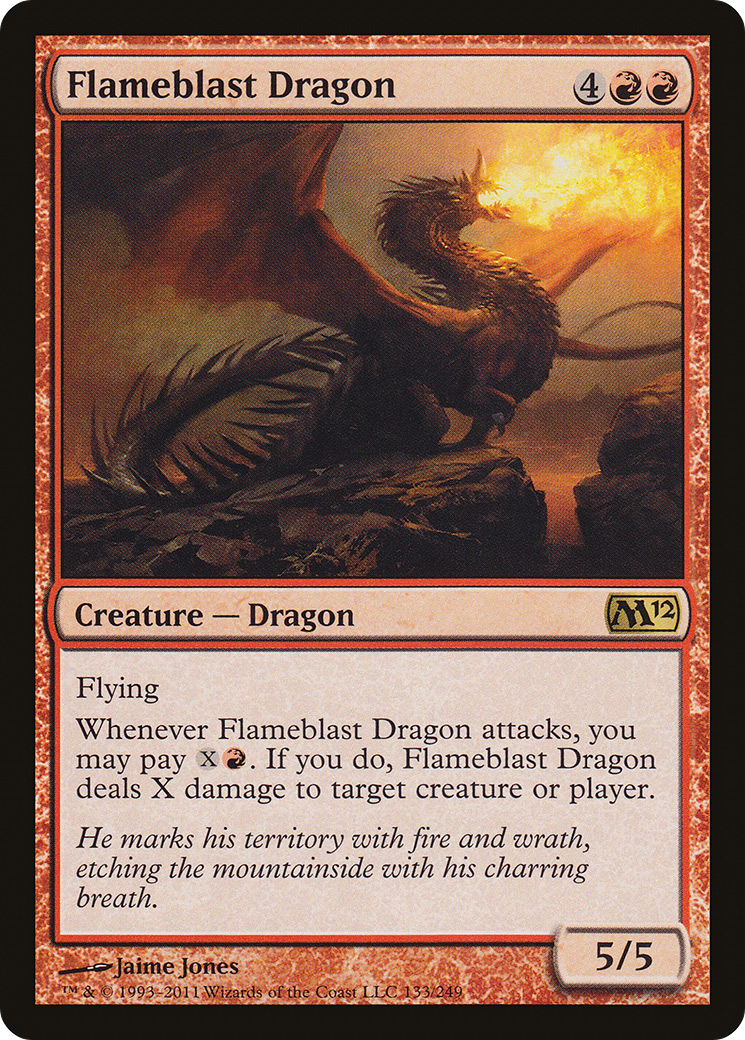 Flameblast Dragon 4
Creature — Dragon M12
Flying
Whenever Flameblast Dragon attacks, you
may pay X. If you do, Flameblast Dragon
deals X damage to target creature or player.
He marks his territory with fire and wrath,
etching the mountainside with his charring
breath.
5/5
Jaime Jones
™ & © 1993–2011 Wizards of the Coast LLC 133/249